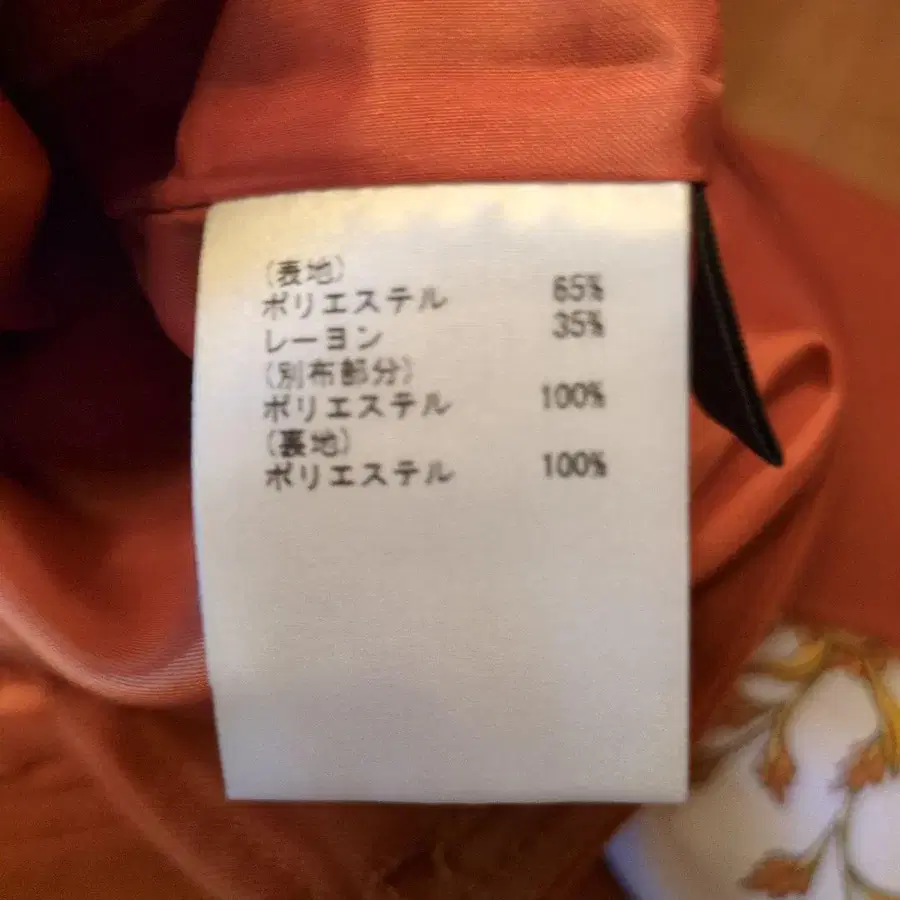 (表地)
ポリエステル 65%
レーヨン 35%
(別布部分)
ポリエステル 100%
(裏地)
ポリエステル 100%